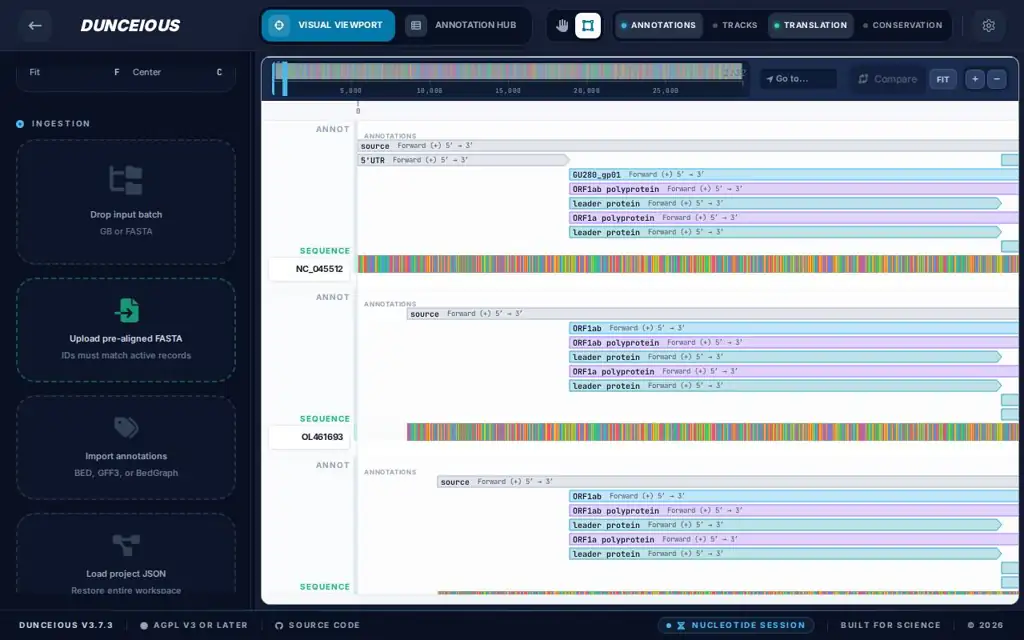 DUNCEIOUS
VISUAL VIEWPORT
ANNOTATION HUB
ANNOTATIONS
TRACKS
TRANSLATION
CONSERVATION
Fit F Center C
INGESTION
Drop input batch
GB or FASTA
Upload pre-aligned FASTA
IDs must match active records
Import annotations
BED, GFF3, or BedGraph
Load project JSON
Restore entire workspace
5,000 10,000 15,000 20,000 25,000
Go to...
Compare
FIT
+ −
0
ANNOT
ANNOTATIONS
source Forward (+) 5' → 3'
5'UTR Forward (+) 5' → 3'
GU280_gp01 Forward (+) 5' → 3'
ORF1ab polyprotein Forward (+) 5' → 3'
leader protein Forward (+) 5' → 3'
ORF1a polyprotein Forward (+) 5' → 3'
leader protein Forward (+) 5' → 3'
SEQUENCE
NC_045512
ANNOT
ANNOTATIONS
source Forward (+) 5' → 3'
ORF1ab Forward (+) 5' → 3'
ORF1ab polyprotein Forward (+) 5' → 3'
leader protein Forward (+) 5' → 3'
ORF1a polyprotein Forward (+) 5' → 3'
leader protein Forward (+) 5' → 3'
SEQUENCE
OL461693
ANNOT
ANNOTATIONS
source Forward (+) 5' → 3'
ORF1ab Forward (+) 5' → 3'
ORF1ab polyprotein Forward (+) 5' → 3'
leader protein Forward (+) 5' → 3'
ORF1a polyprotein Forward (+) 5' → 3'
leader protein Forward (+) 5' → 3'
SEQUENCE
DUNCEIOUS V3.7.3
AGPL V3 OR LATER
SOURCE CODE
NUCLEOTIDE SESSION
BUILT FOR SCIENCE
© 2026